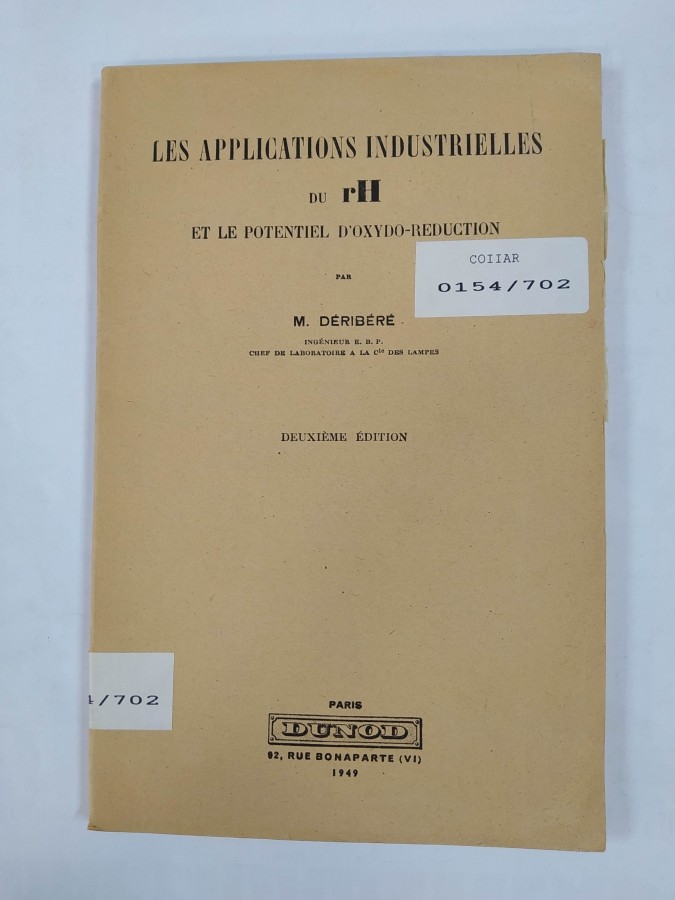 LES APPLICATIONS INDUSTRIELLES
DU rH
ET LE POTENTIEL D'OXYDO-REDUCTION
COIIAR
0154/702
PAR
M. DÉRIBÉRÉ
INGÉNIEUR E. B. P.
CHEF DE LABORATOIRE A LA Cie DES LAMPES
DEUXIÈME ÉDITION
4/702
PARIS
DUNOD
92, RUE BONAPARTE (VI)
1949